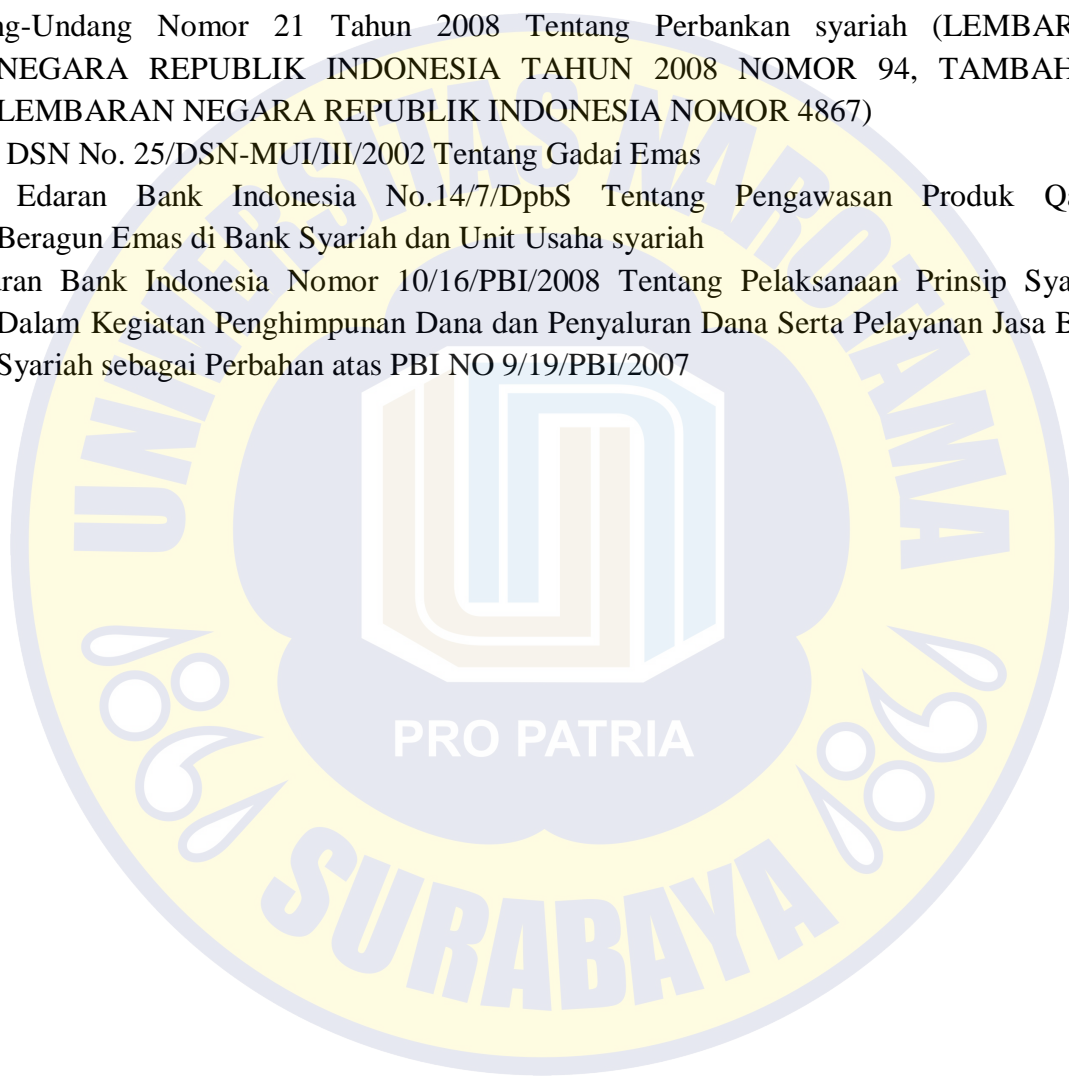 ng-Undang Nomor 21 Tahun 2008 Tentang Perbankan syariah (LEMBAR
NEGARA REPUBLIK INDONESIA TAHUN 2008 NOMOR 94, TAMBAH
LEMBARAN NEGARA REPUBLIK INDONESIA NOMOR 4867)
DSN No. 25/DSN-MUI/III/2002 Tentang Gadai Emas
Edaran Bank Indonesia No.14/7/DpbS Tentang Pengawasan Produk Qa
Beragun Emas di Bank Syariah dan Unit Usaha syariah
ran Bank Indonesia Nomor 10/16/PBI/2008 Tentang Pelaksanaan Prinsip Sya
Dalam Kegiatan Penghimpunan Dana dan Penyaluran Dana Serta Pelayanan Jasa B
Syariah sebagai Perbahan atas PBI NO 9/19/PBI/2007
UNIVERSITAS NAROTAMA
PRO PATRIA
SURABAYA